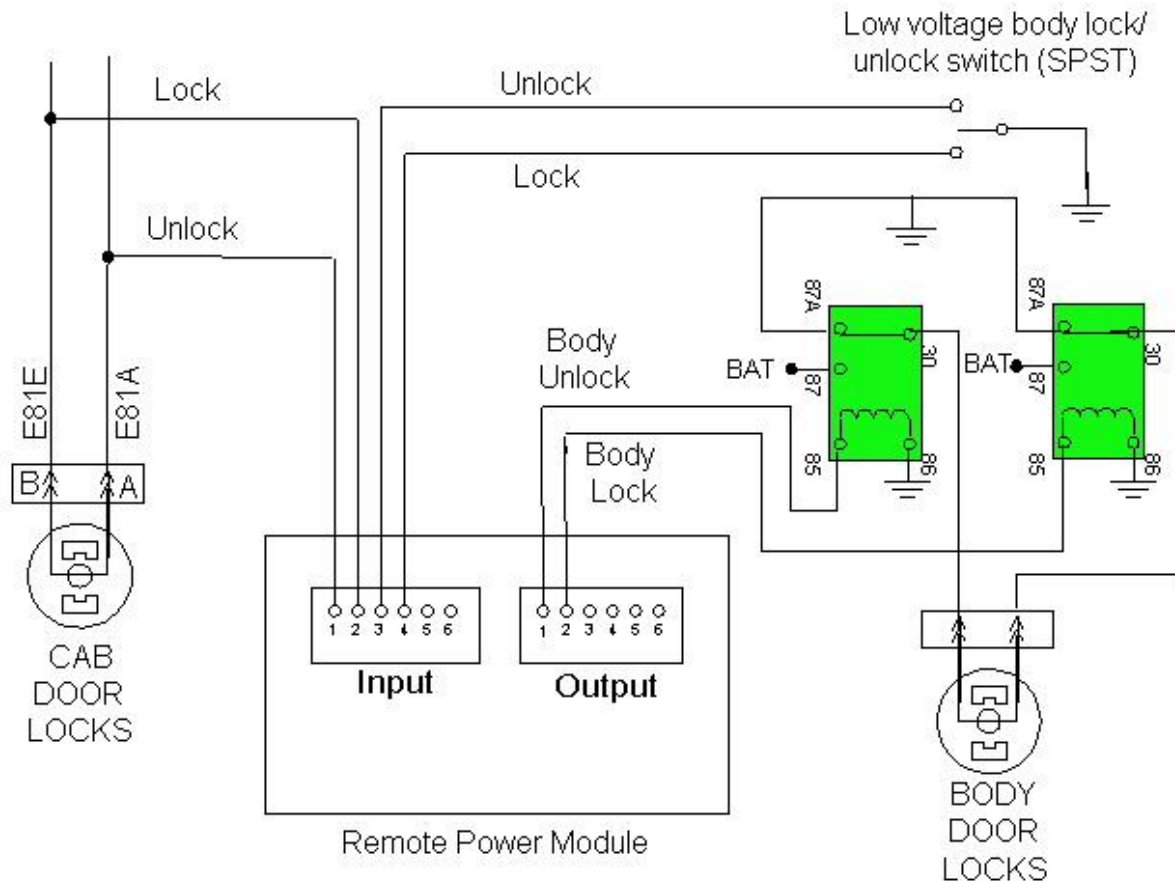 Low voltage body lock/
unlock switch (SPST)
Lock
Unlock
Lock
Unlock
E81E
E81A
B
A
CAB
DOOR
LOCKS
Body
Unlock
Body
Lock
BAT
87A
87
30
85
86
BAT
87A
87
30
85
86
1 2 3 4 5 6
Input
1 2 3 4 5 6
Output
Remote Power Module
BODY
DOOR
LOCKS